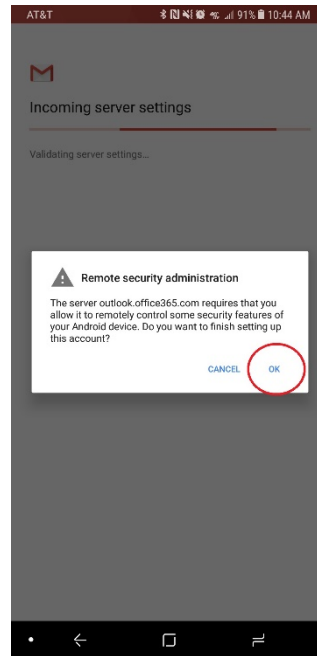 AT&T 91% 10:44 AM
Incoming server settings
Validating server settings...
Remote security administration
The server outlook.office365.com requires that you
allow it to remotely control some security features of
your Android device. Do you want to finish setting up
this account?
CANCEL OK